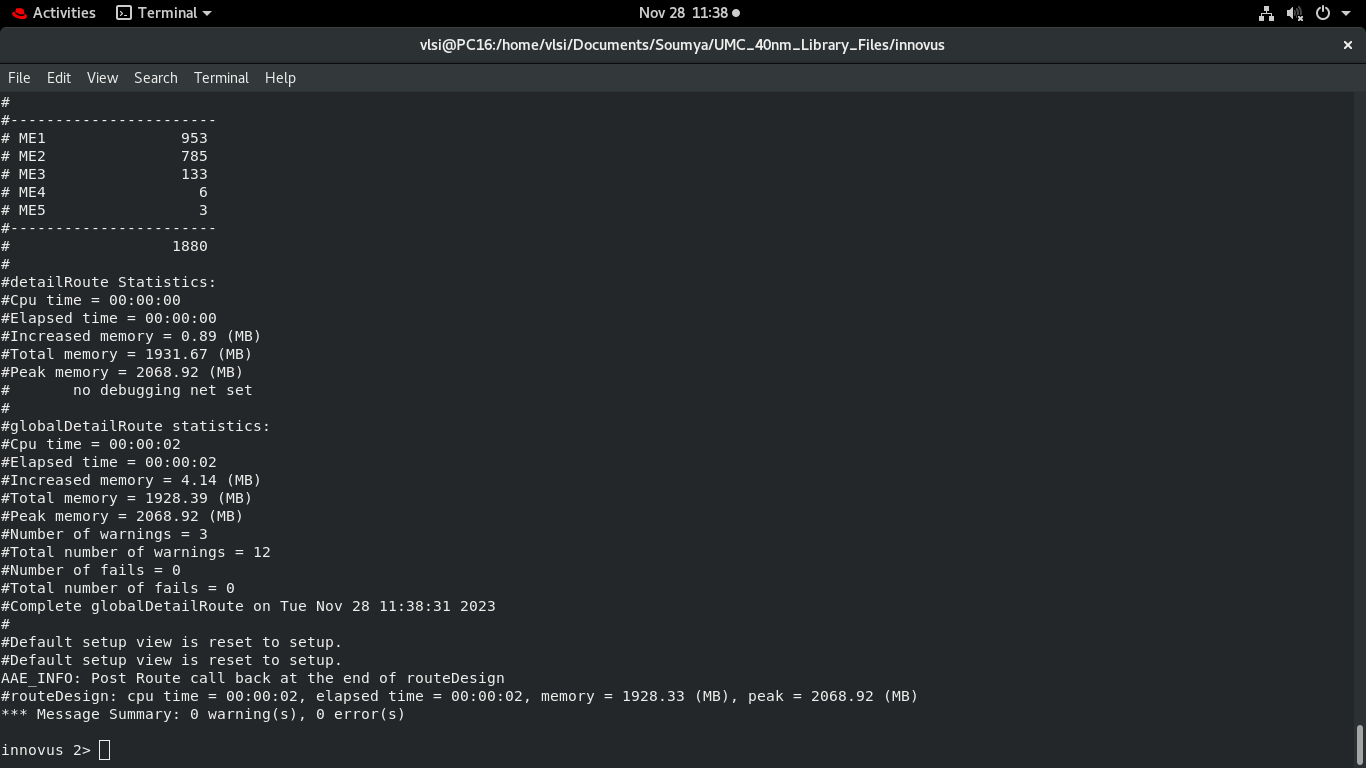 Activities Terminal Nov 28 11:38
vlsi@PC16:/home/vlsi/Documents/Soumya/UMC_40nm_Library_Files/innovus
File Edit View Search Terminal Help
#
#-----------------------
# ME1               953
# ME2               785
# ME3               133
# ME4                 6
# ME5                 3
#-----------------------
#                  1880
#
#detailRoute Statistics:
#Cpu time = 00:00:00
#Elapsed time = 00:00:00
#Increased memory = 0.89 (MB)
#Total memory = 1931.67 (MB)
#Peak memory = 2068.92 (MB)
#       no debugging net set
#
#globalDetailRoute statistics:
#Cpu time = 00:00:02
#Elapsed time = 00:00:02
#Increased memory = 4.14 (MB)
#Total memory = 1928.39 (MB)
#Peak memory = 2068.92 (MB)
#Number of warnings = 3
#Total number of warnings = 12
#Number of fails = 0
#Total number of fails = 0
#Complete globalDetailRoute on Tue Nov 28 11:38:31 2023
#
#Default setup view is reset to setup.
#Default setup view is reset to setup.
AAE_INFO: Post Route call back at the end of routeDesign
#routeDesign: cpu time = 00:00:02, elapsed time = 00:00:02, memory = 1928.33 (MB), peak = 2068.92 (MB)
*** Message Summary: 0 warning(s), 0 error(s)
innovus 2>